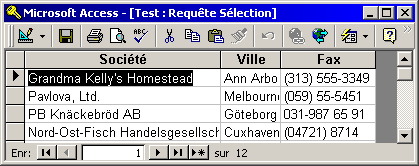 Microsoft Access - [Test : Requête Sélection]
Société Ville Fax
Grandma Kelly's Homestead Ann Arbo (313) 555-3349
Pavlova, Ltd. Melbourn (059) 55-5451
PB Knäckebröd AB Göteborg 031-987 65 91
Nord-Ost-Fisch Handelsgesellsch Cuxhaven (04721) 8714
Enr: 1 sur 12